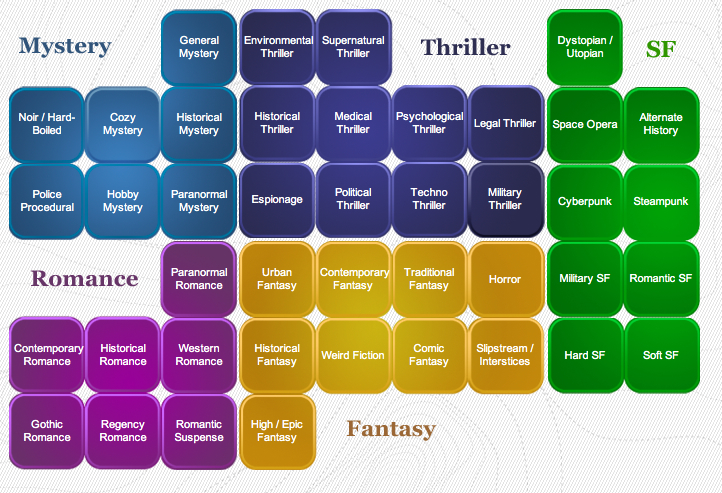 Mystery
General
Mystery
Environmental
Thriller
Supernatural
Thriller
Thriller
Dystopian /
Utopian
SF
Noir / Hard-
Boiled
Cozy
Mystery
Historical
Mystery
Historical
Thriller
Medical
Thriller
Psychological
Thriller
Legal Thriller
Space Opera
Alternate
History
Police
Procedural
Hobby
Mystery
Paranormal
Mystery
Espionage
Political
Thriller
Techno
Thriller
Military
Thriller
Cyberpunk
Steampunk
Romance
Paranormal
Romance
Urban
Fantasy
Contemporary
Fantasy
Traditional
Fantasy
Horror
Military SF
Romantic SF
Contemporary
Romance
Historical
Romance
Western
Romance
Historical
Fantasy
Weird Fiction
Comic
Fantasy
Slipstream /
Interstices
Hard SF
Soft SF
Gothic
Romance
Regency
Romance
Romantic
Suspense
High / Epic
Fantasy
Fantasy